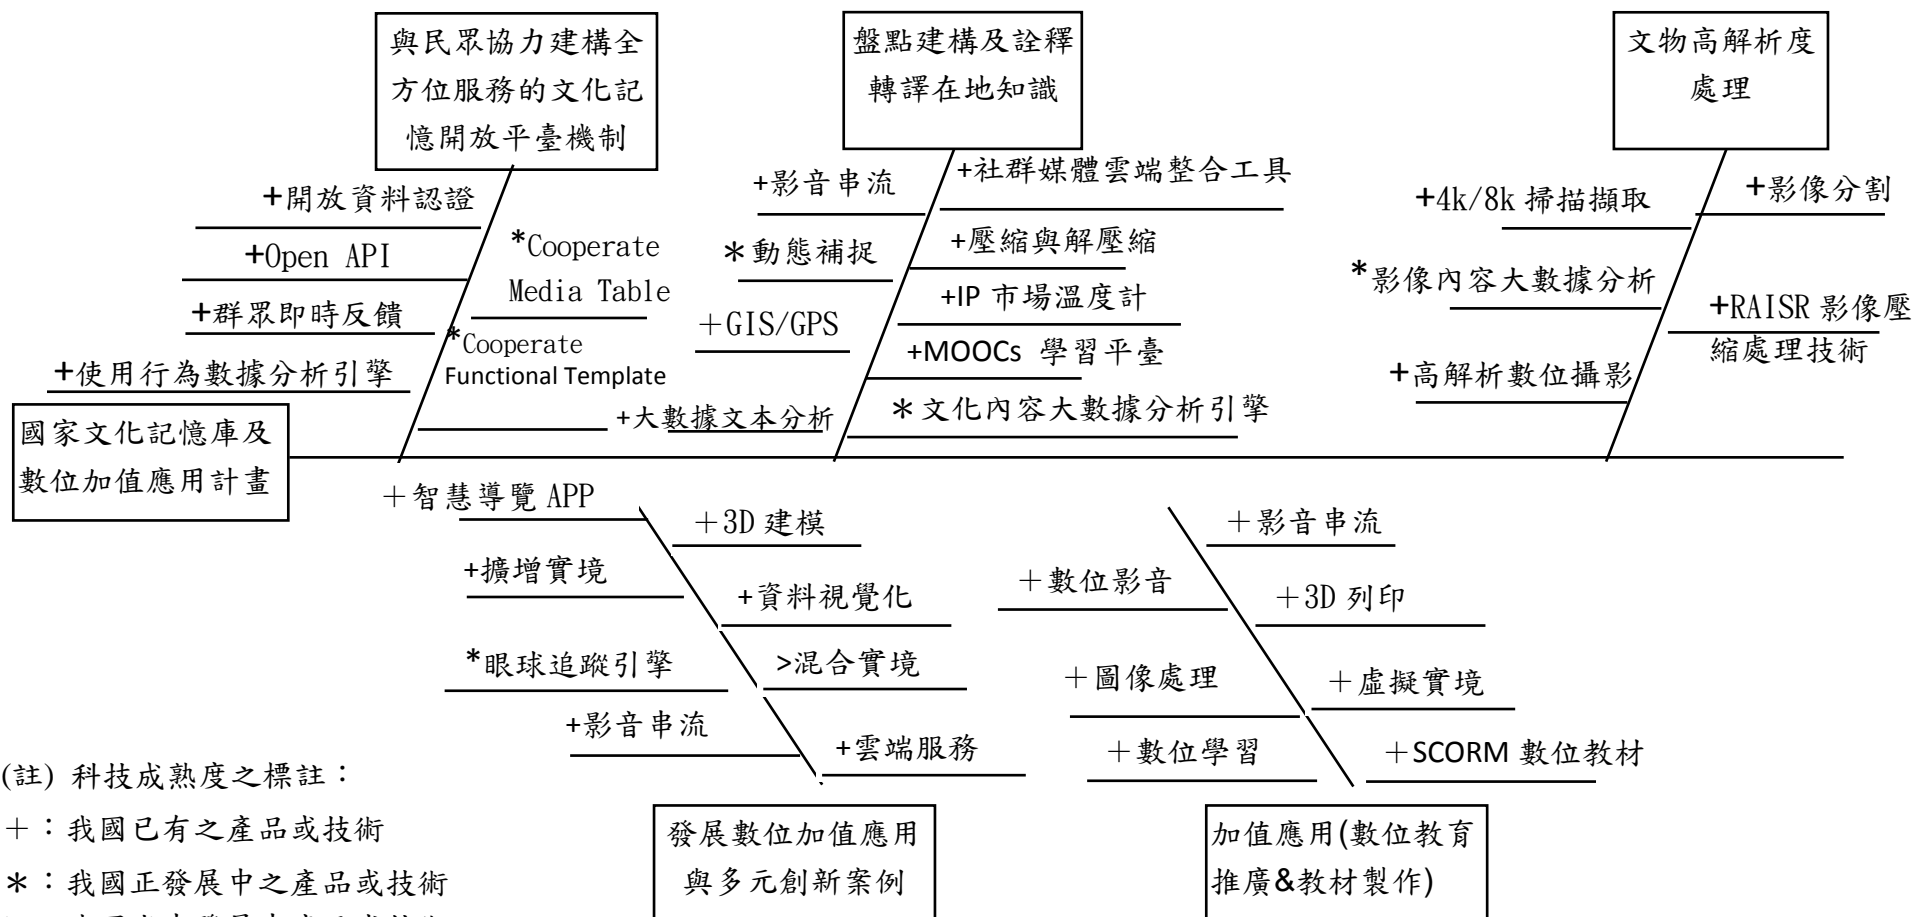 與民眾協力建構全
方位服務的文化記
憶開放平臺機制
盤點建構及詮釋
轉譯在地知識
文物高解析度
處理
+開放資料認證
+Open API
+群眾即時反饋
+使用行為數據分析引擎
*Cooperate
Media Table
*Cooperate
Functional Template
+影音串流
＊動態補捉
＋GIS/GPS
+大數據文本分析
+社群媒體雲端整合工具
+壓縮與解壓縮
+IP 市場溫度計
+MOOCs 學習平臺
＊文化內容大數據分析引擎
+4k/8k 掃描擷取
*影像內容大數據分析
+高解析數位攝影
+影像分割
+RAISR 影像壓
縮處理技術
國家文化記憶庫及
數位加值應用計畫
＋智慧導覽 APP
+擴增實境
*眼球追蹤引擎
+影音串流
＋3D 建模
+資料視覺化
>混合實境
+雲端服務
＋數位影音
＋圖像處理
＋數位學習
＋影音串流
＋3D 列印
＋虛擬實境
＋SCORM 數位教材
發展數位加值應用
與多元創新案例
加值應用(數位教育
推廣&教材製作)
(註) 科技成熟度之標註：
＋：我國已有之產品或技術
＊：我國正發展中之產品或技術